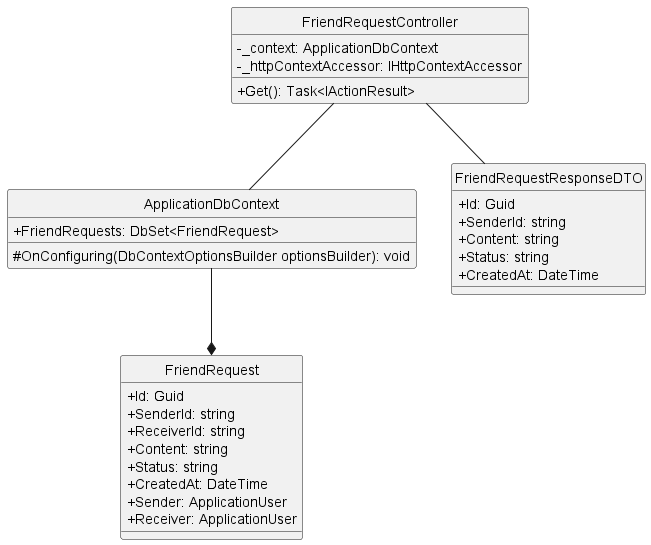 FriendRequestController
-_context: ApplicationDbContext
-_httpContextAccessor: IHttpContextAccessor
+Get(): Task<IActionResult>
ApplicationDbContext
+FriendRequests: DbSet<FriendRequest>
#OnConfiguring(DbContextOptionsBuilder optionsBuilder): void
FriendRequestResponseDTO
+Id: Guid
+SenderId: string
+Content: string
+Status: string
+CreatedAt: DateTime
FriendRequest
+Id: Guid
+SenderId: string
+ReceiverId: string
+Content: string
+Status: string
+CreatedAt: DateTime
+Sender: ApplicationUser
+Receiver: ApplicationUser